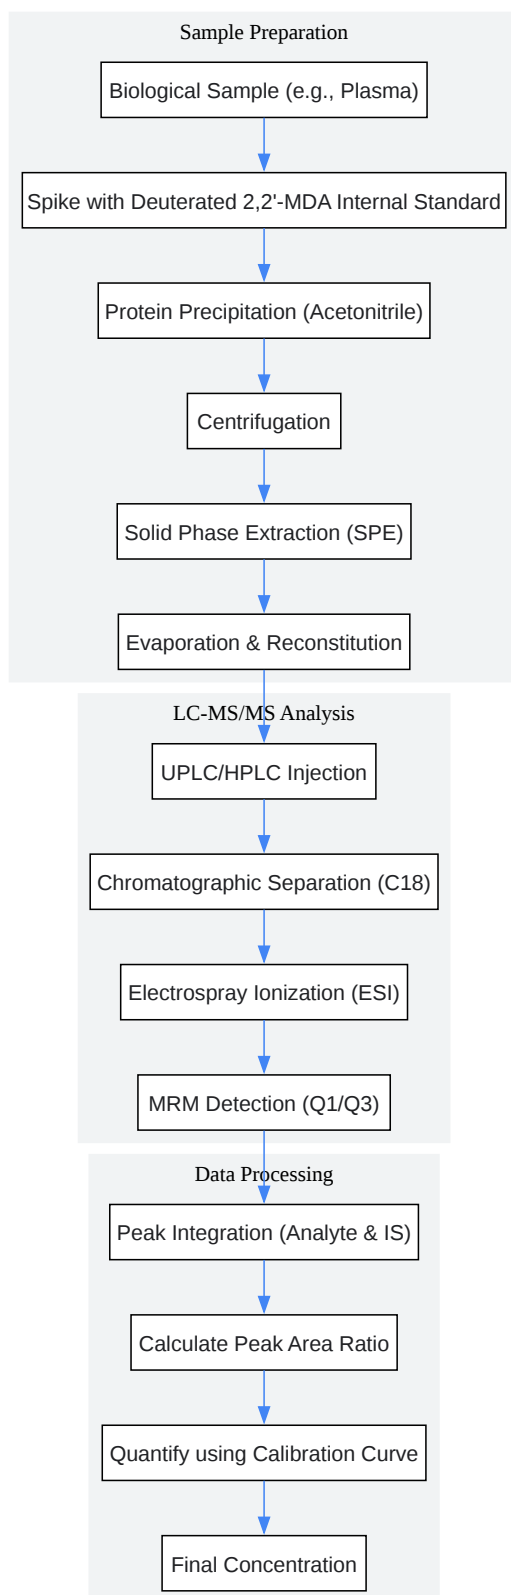 Sample Preparation
Biological Sample (e.g., Plasma)
Spike with Deuterated 2,2'-MDA Internal Standard
Protein Precipitation (Acetonitrile)
Centrifugation
Solid Phase Extraction (SPE)
Evaporation & Reconstitution
LC-MS/MS Analysis
UPLC/HPLC Injection
Chromatographic Separation (C18)
Electrospray Ionization (ESI)
MRM Detection (Q1/Q3)
Data Processing
Peak Integration (Analyte & IS)
Calculate Peak Area Ratio
Quantify using Calibration Curve
Final Concentration